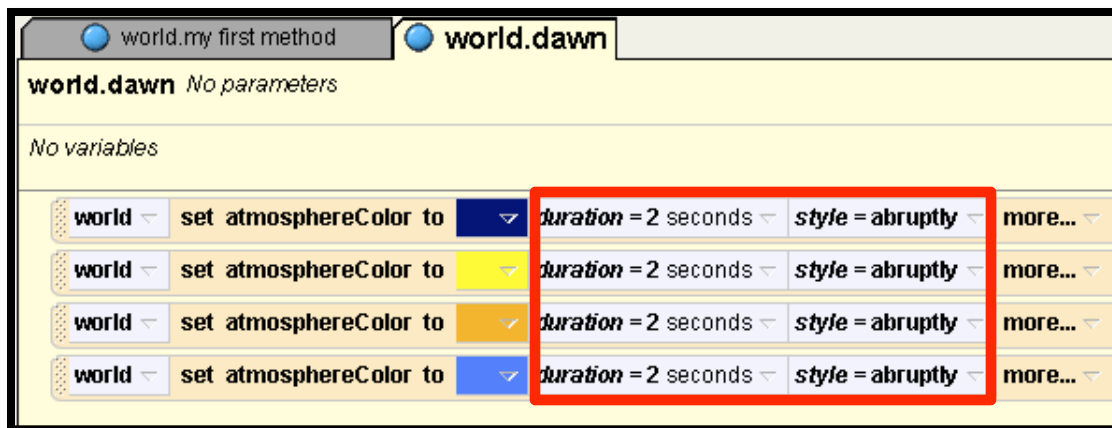 world.my first method world.dawn
world.dawn No parameters
No variables
world set atmosphereColor to duration = 2 seconds style = abruptly more...
world set atmosphereColor to duration = 2 seconds style = abruptly more...
world set atmosphereColor to duration = 2 seconds style = abruptly more...
world set atmosphereColor to duration = 2 seconds style = abruptly more...